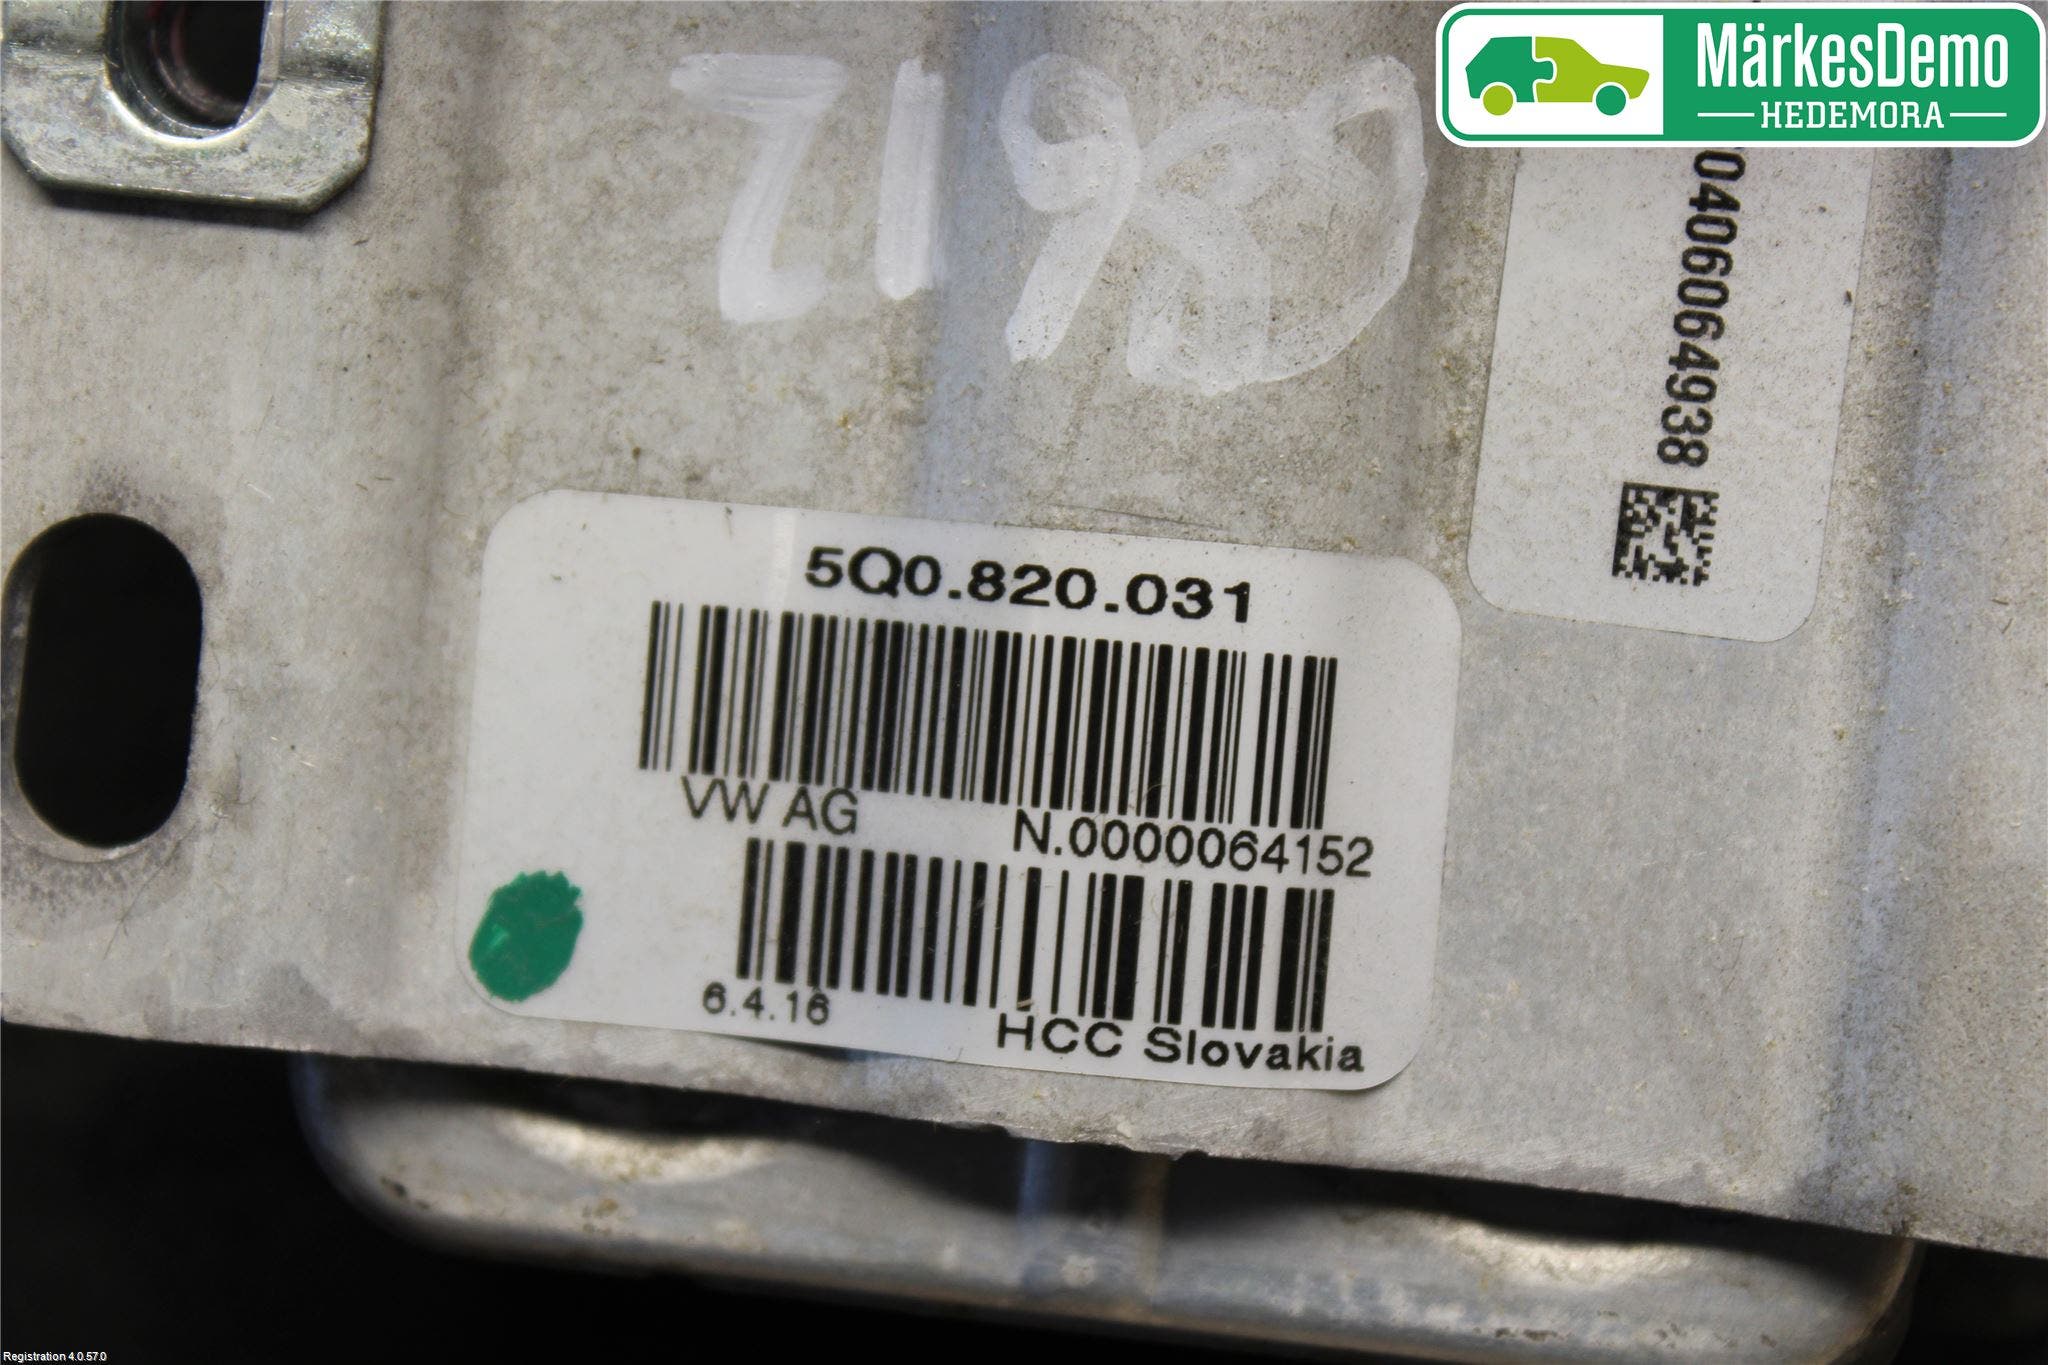 MärkesDemo
HEDEMORA
0406064938
5Q0.820.031
VW AG
N.0000064152
6.4.16
HCC Slovakia
Registration 4.0.57.0